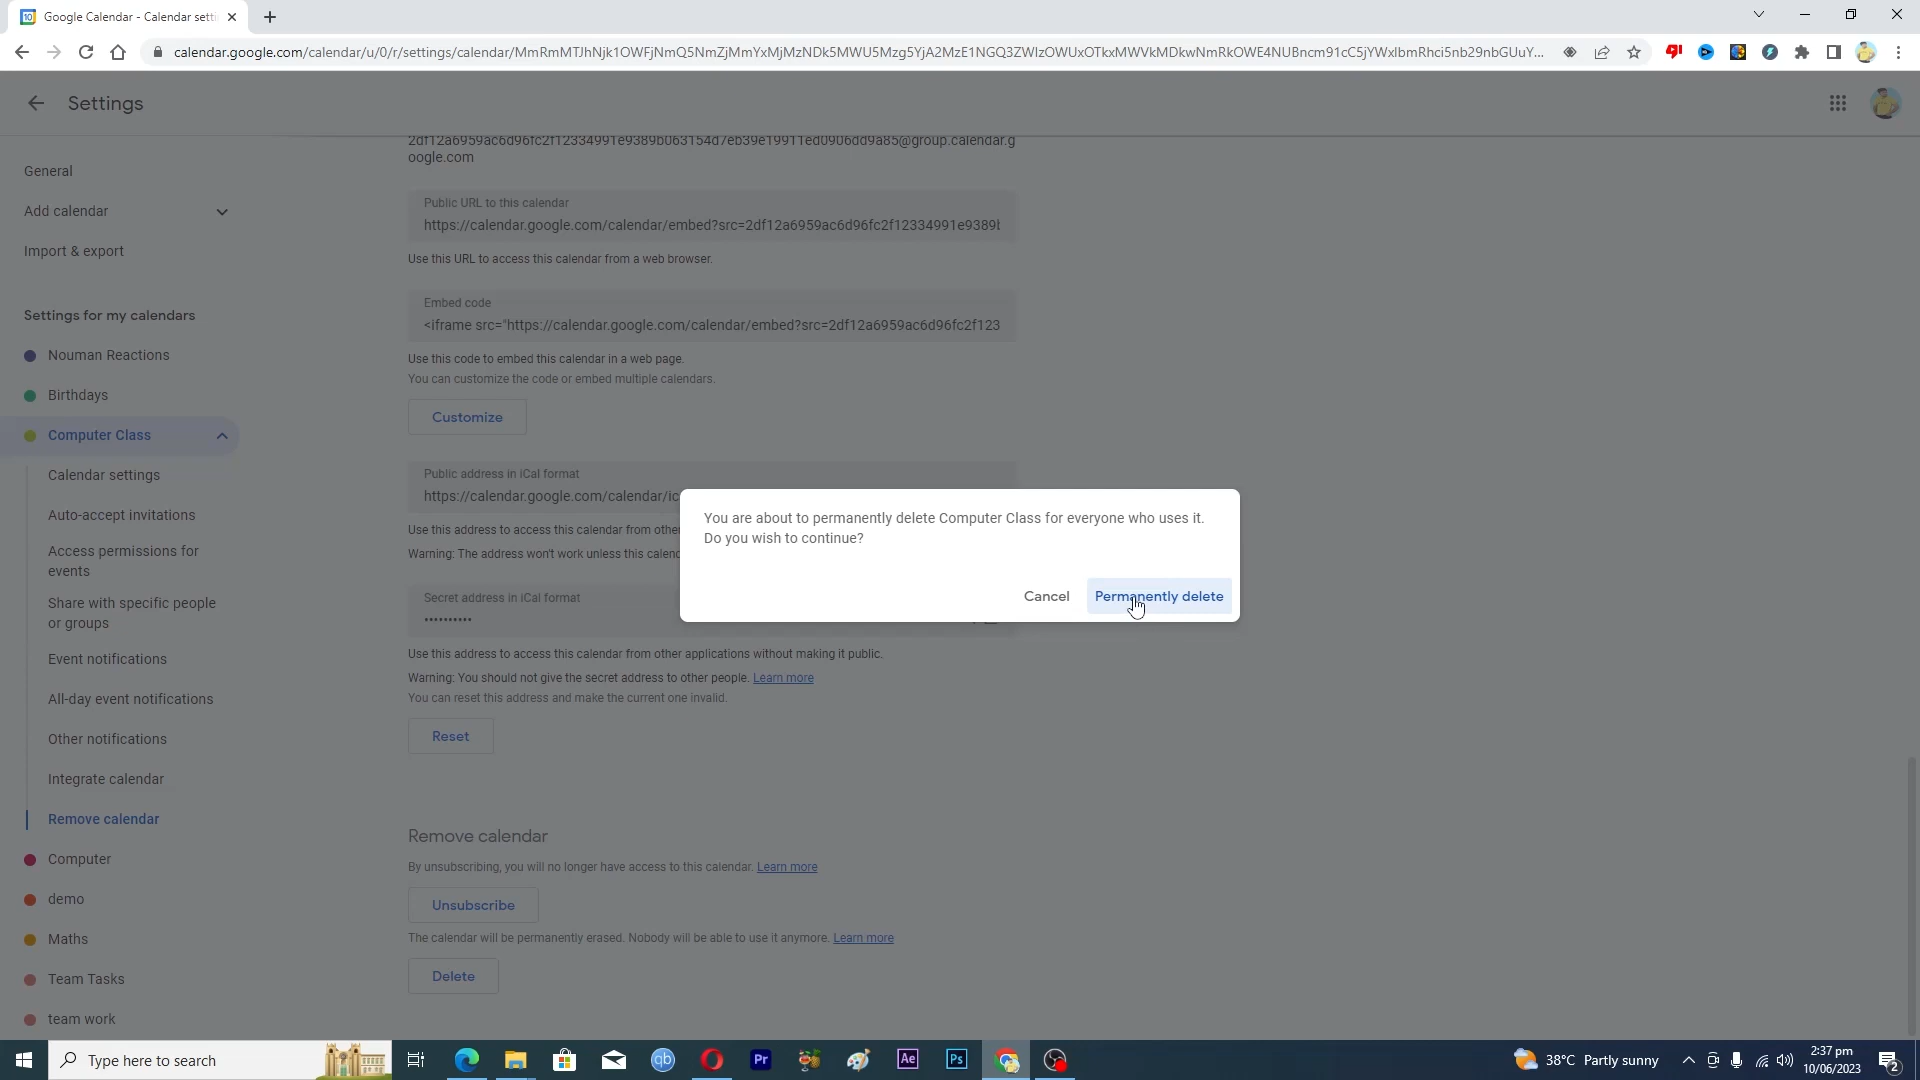 Google Calendar - Calendar setti
calendar.google.com/calendar/u/0/r/settings/calendar/MmRmMTJhNjk1OWFjNmQ5NmZjMmYxMjMzNDk5MWU5Mzg5YjA2MzE1NGQ3ZWIzOWUxOTkxMWVkMDkwNmRkOWE4NUBncm91cC5jYWxlbmRhci5nb29nbGUuY...
Settings
2df12a6959ac6d96fc2f12334991e9389b063154d7eb39e19911ed0906dd9a85@group.calendar.g
oogle.com
General
Public URL to this calendar
Add calendar
https://calendar.google.com/calendar/embed?src=2df12a6959ac6d96fc2f12334991e9389b
Import & export
Use this URL to access this calendar from a web browser.
Embed code
Settings for my calendars
<iframe src="https://calendar.google.com/calendar/embed?src=2df12a6959ac6d96fc2f123
Nouman Reactions
Use this code to embed this calendar in a web page.
You can customize the code or embed multiple calendars.
Birthdays
Customize
Computer Class
Calendar settings
Public address in iCal format
https://calendar.google.com/calendar/ic
Auto-accept invitations
Use this address to access this calendar from other
Access permissions for
events
Warning: The address won't work unless this calend
You are about to permanently delete Computer Class for everyone who uses it.
Do you wish to continue?
Cancel
Permanently delete
Share with specific people
or groups
Secret address in iCal format
••••••••••
Event notifications
Use this address to access this calendar from other applications without making it public.
Warning: You should not give the secret address to other people. Learn more
All-day event notifications
You can reset this address and make the current one invalid.
Other notifications
Reset
Integrate calendar
Remove calendar
Remove calendar
Computer
By unsubscribing, you will no longer have access to this calendar. Learn more
demo
Unsubscribe
Maths
The calendar will be permanently erased. Nobody will be able to use it anymore. Learn more
Team Tasks
Delete
team work
Type here to search
qb
Pr
Ae
Ps
38°C Partly sunny
2:37 pm
10/06/2023
2